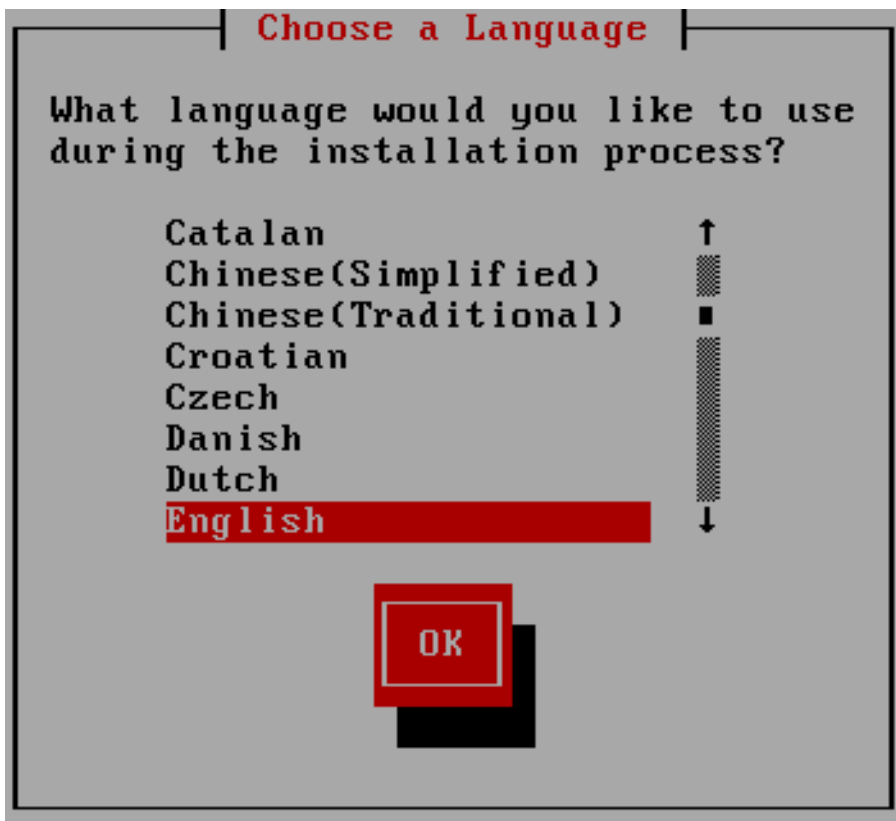 Choose a Language
What language would you like to use
during the installation process?
Catalan
Chinese(Simplified)
Chinese(Traditional)
Croatian
Czech
Danish
Dutch
English
OK